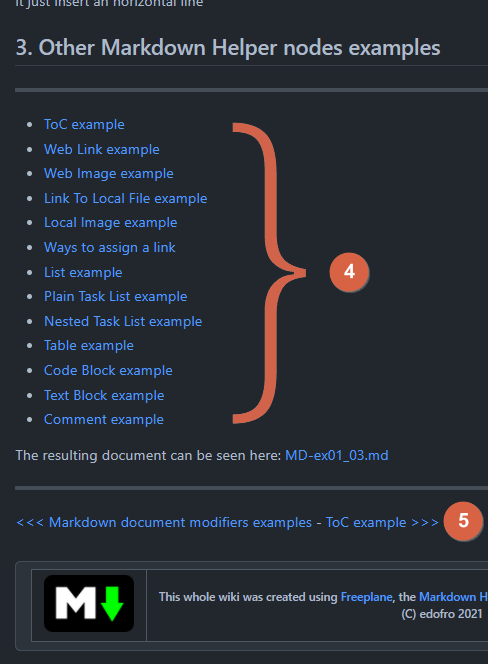 It just insert an horizontal line
3. Other Markdown Helper nodes examples
ToC example
Web Link example
Web Image example
Link To Local File example
Local Image example
Ways to assign a link
List example
Plain Task List example
Nested Task List example
Table example
Code Block example
Text Block example
Comment example
4
The resulting document can be seen here: MD-ex01_03.md
<<< Markdown document modifiers examples - ToC example >>>
5
M
This whole wiki was created using Freeplane, the Markdown H
(C) edofro 2021